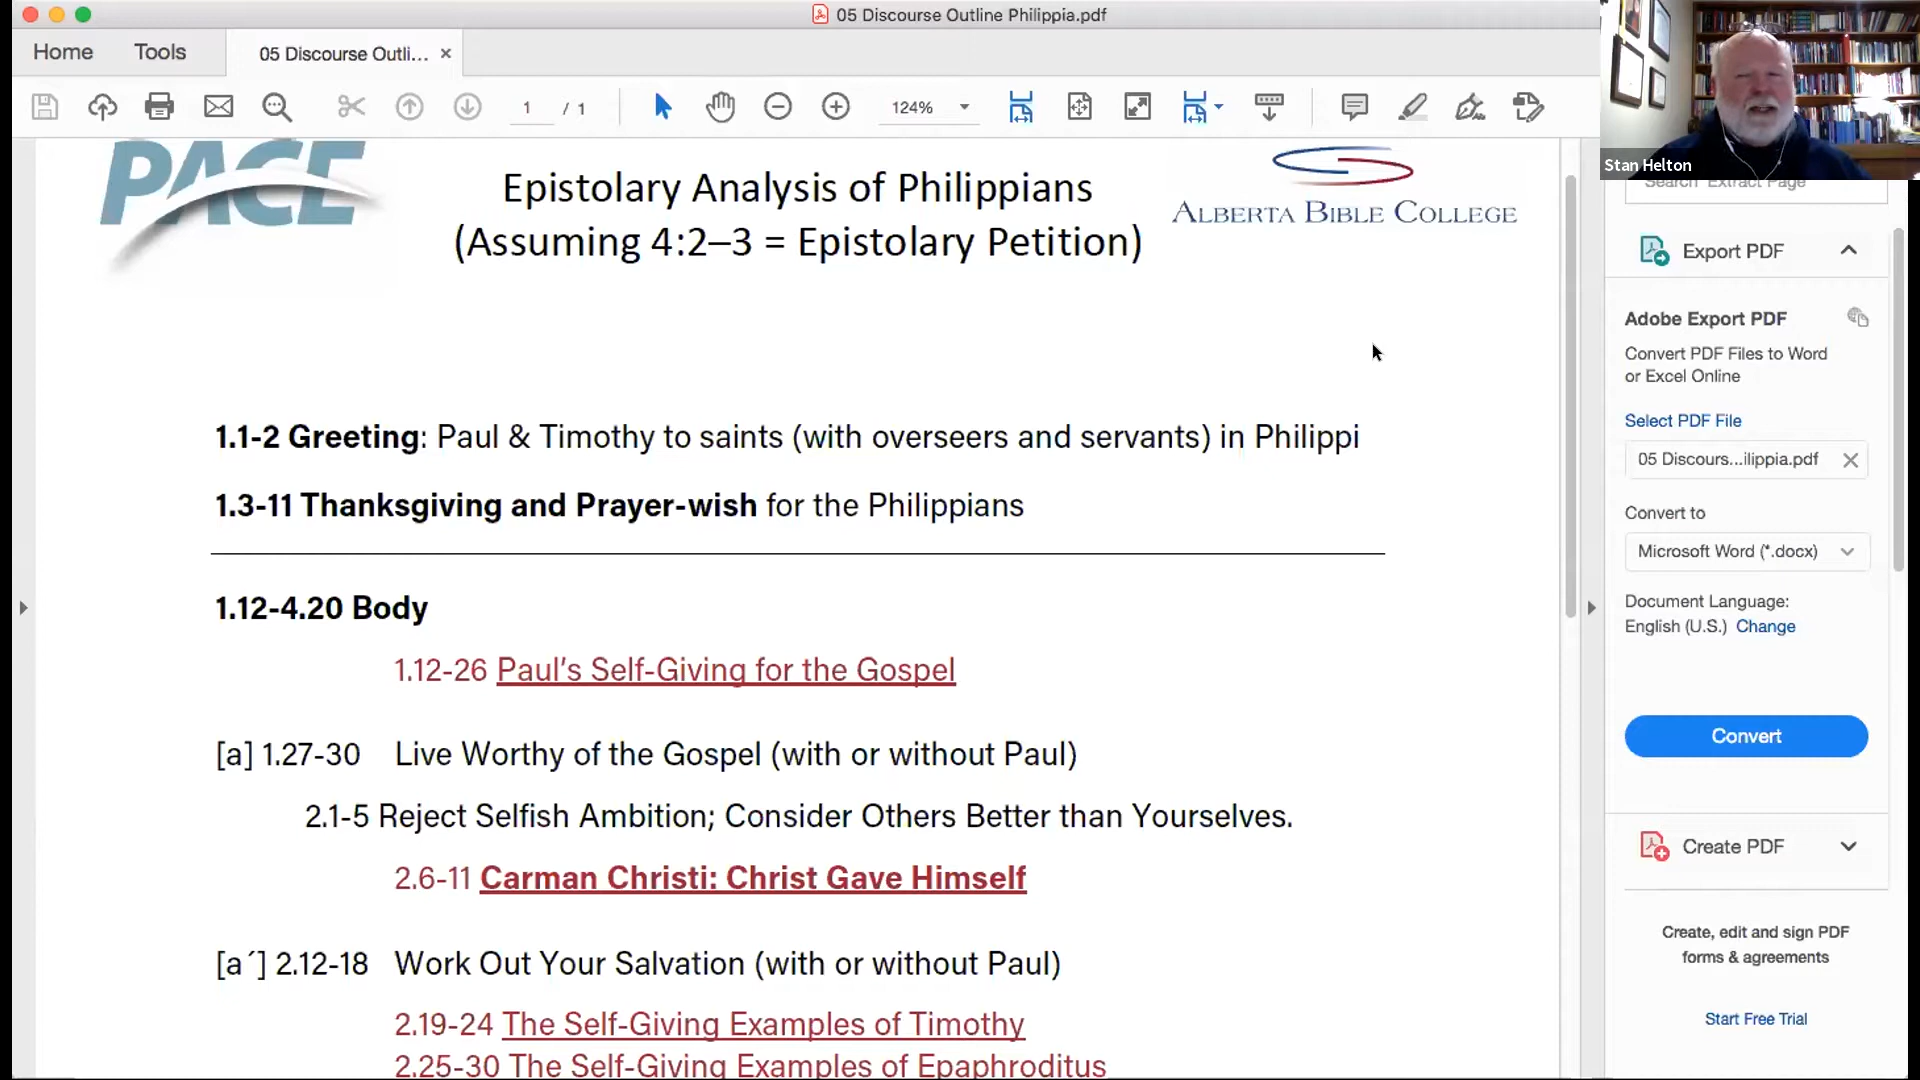 05 Discourse Outline Philippia.pdf
Home
Tools
05 Discourse Outli...
1 / 1
124%
Stan Helton
PACE
Epistolary Analysis of Philippians
(Assuming 4:2–3 = Epistolary Petition)
ALBERTA BIBLE COLLEGE
1.1-2 Greeting: Paul & Timothy to saints (with overseers and servants) in Philippi
1.3-11 Thanksgiving and Prayer-wish for the Philippians
1.12-4.20 Body
1.12-26 Paul’s Self-Giving for the Gospel
[a] 1.27-30 Live Worthy of the Gospel (with or without Paul)
2.1-5 Reject Selfish Ambition; Consider Others Better than Yourselves.
2.6-11 Carman Christi: Christ Gave Himself
[a´] 2.12-18 Work Out Your Salvation (with or without Paul)
2.19-24 The Self-Giving Examples of Timothy
2.25-30 The Self-Giving Examples of Epaphroditus
Search 'Extract Page'
Export PDF
Adobe Export PDF
Convert PDF Files to Word
or Excel Online
Select PDF File
05 Discours...ilippia.pdf
Convert to
Microsoft Word (*.docx)
Document Language:
English (U.S.) Change
Convert
Create PDF
Create, edit and sign PDF
forms & agreements
Start Free Trial